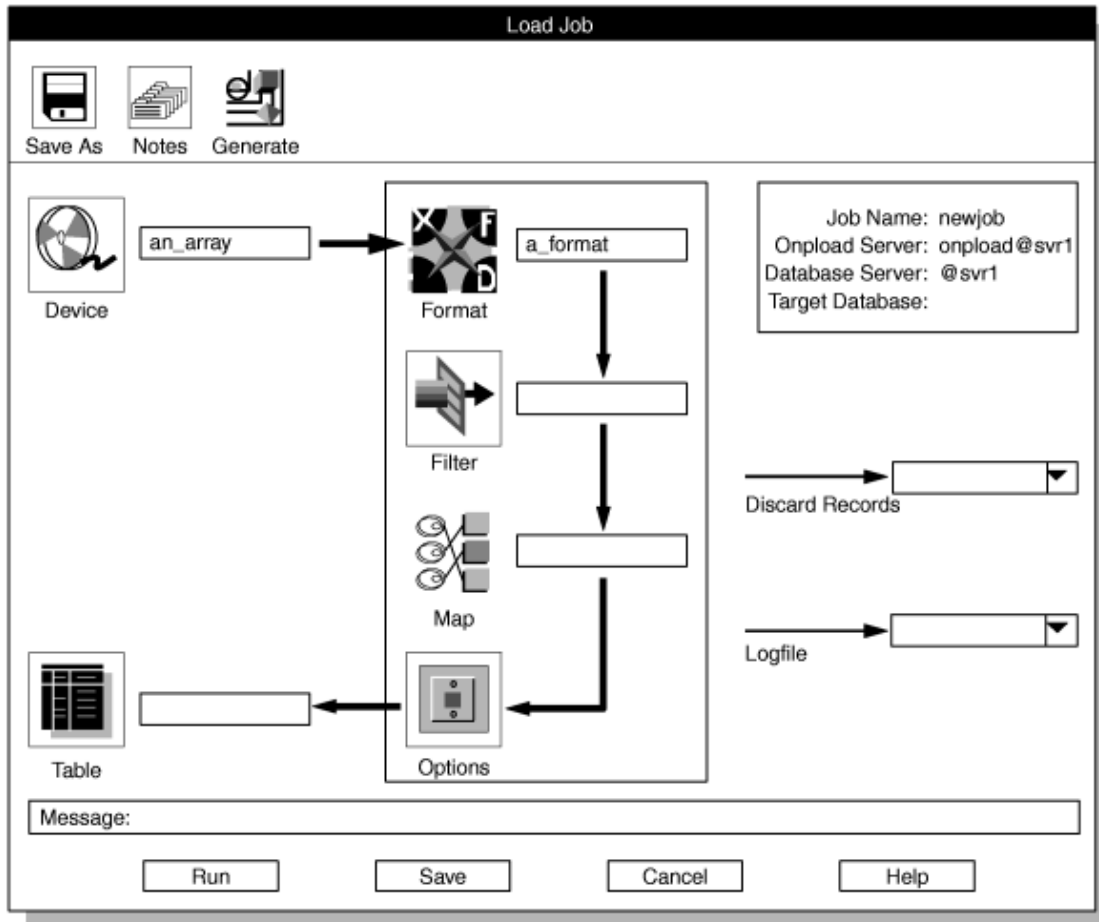 Load Job
Save As
Notes
Generate
Device
an_array
X F D
Format
a_format
Job Name: newjob
Onpload Server: onpload@svr1
Database Server: @svr1
Target Database:
Filter
Discard Records
Map
Logfile
Table
Options
Message:
Run
Save
Cancel
Help